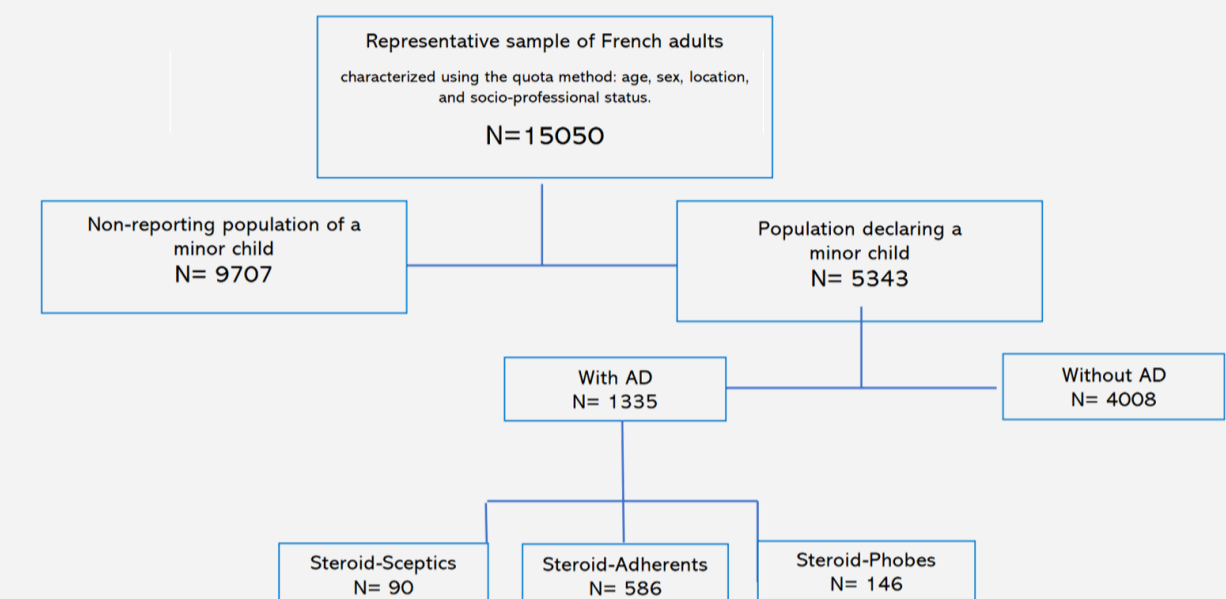 Representative sample of French adults
characterized using the quota method: age, sex, location,
and socio-professional status.
N=15050
Non-reporting population of a
minor child
N= 9707
Population declaring a
minor child
N= 5343
With AD
N= 1335
Without AD
N= 4008
Steroid-Sceptics
N= 90
Steroid-Adherents
N= 586
Steroid-Phobes
N= 146